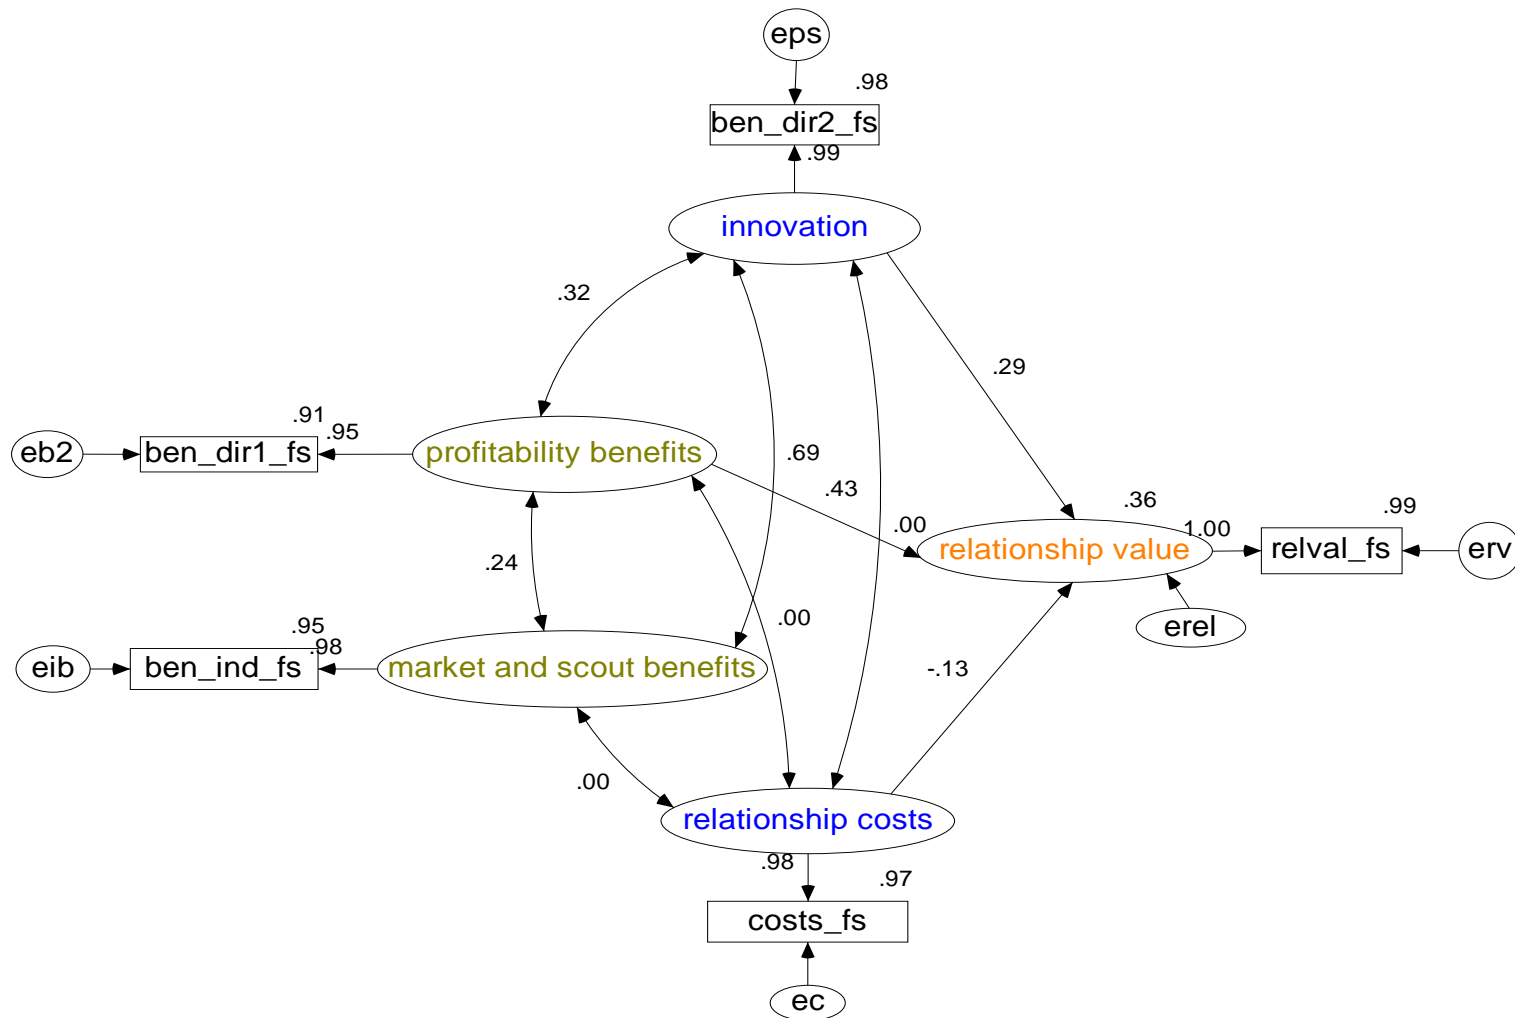 eps
.98
ben_dir2_fs
.99
innovation
.32
.29
.91
.95
eb2
ben_dir1_fs
profitability benefits
.69
.43
.00
.36
1.00
.99
relationship value
relval_fs
erv
.24
.00
erel
.95
.98
eib
ben_ind_fs
market and scout benefits
-.13
.00
relationship costs
.98
.97
costs_fs
ec